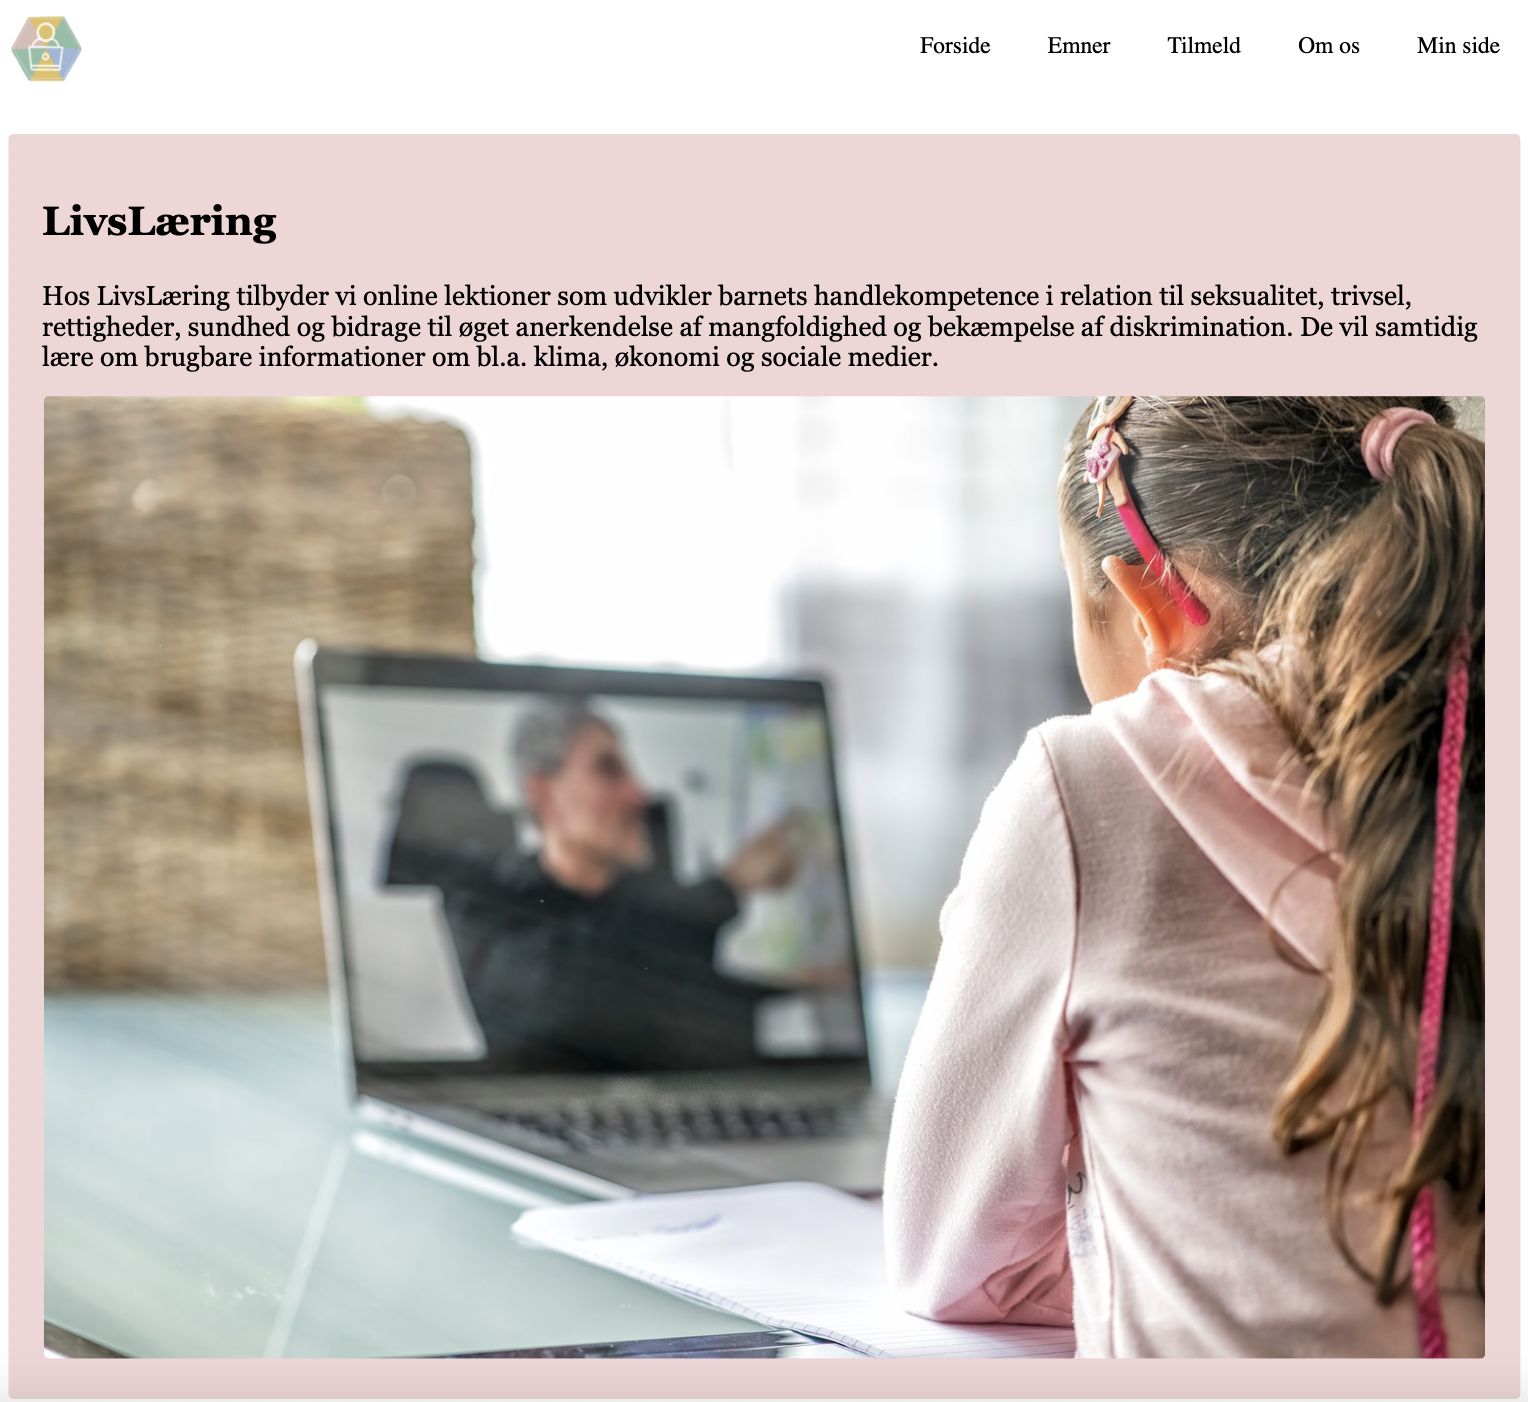 Forside Emner Tilmeld Om os Min side
LivsLæring
Hos LivsLæring tilbyder vi online lektioner som udvikler barnets handlekompetence i relation til seksualitet, trivsel,
rettigheder, sundhed og bidrage til øget anerkendelse af mangfoldighed og bekæmpelse af diskrimination. De vil samtidig
lære om brugbare informationer om bl.a. klima, økonomi og sociale medier.